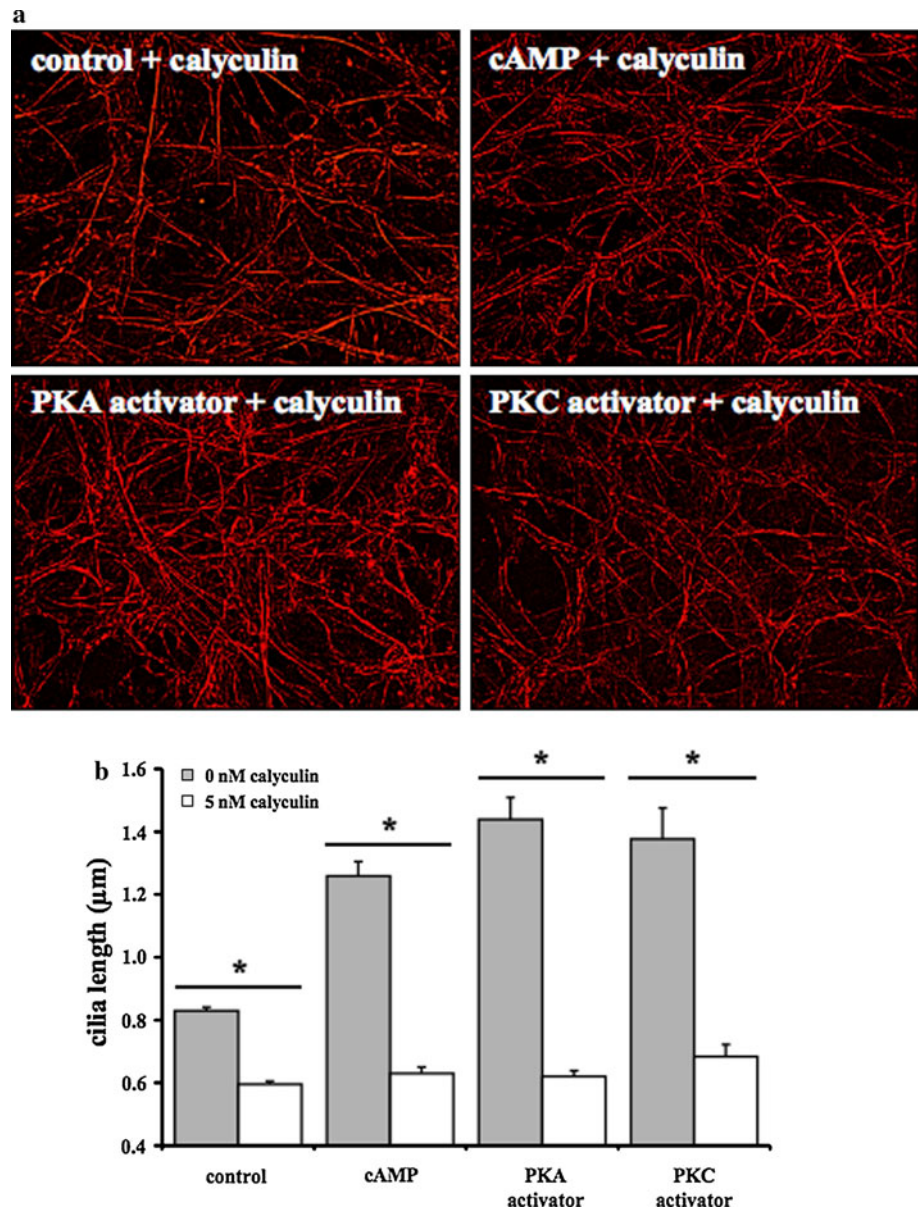 a
control + calyculin
cAMP + calyculin
PKA activator + calyculin
PKC activator + calyculin
b
0 nM calyculin
5 nM calyculin
cilia length (µm)
1.6
1.4
1.2
1.0
0.8
0.6
0.4
*
*
*
*
control
cAMP
PKA
activator
PKC
activator